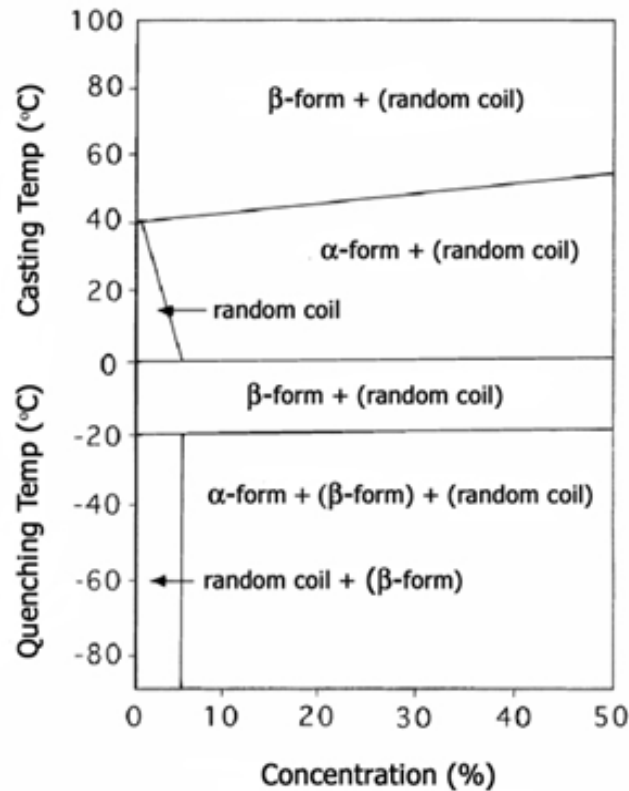 100
80
60
40
20
0
-20
-40
-60
-80
Casting Temp (°C)
Quenching Temp (°C)
β-form + (random coil)
α-form + (random coil)
random coil
β-form + (random coil)
α-form + (β-form) + (random coil)
random coil + (β-form)
0 10 20 30 40 50
Concentration (%)